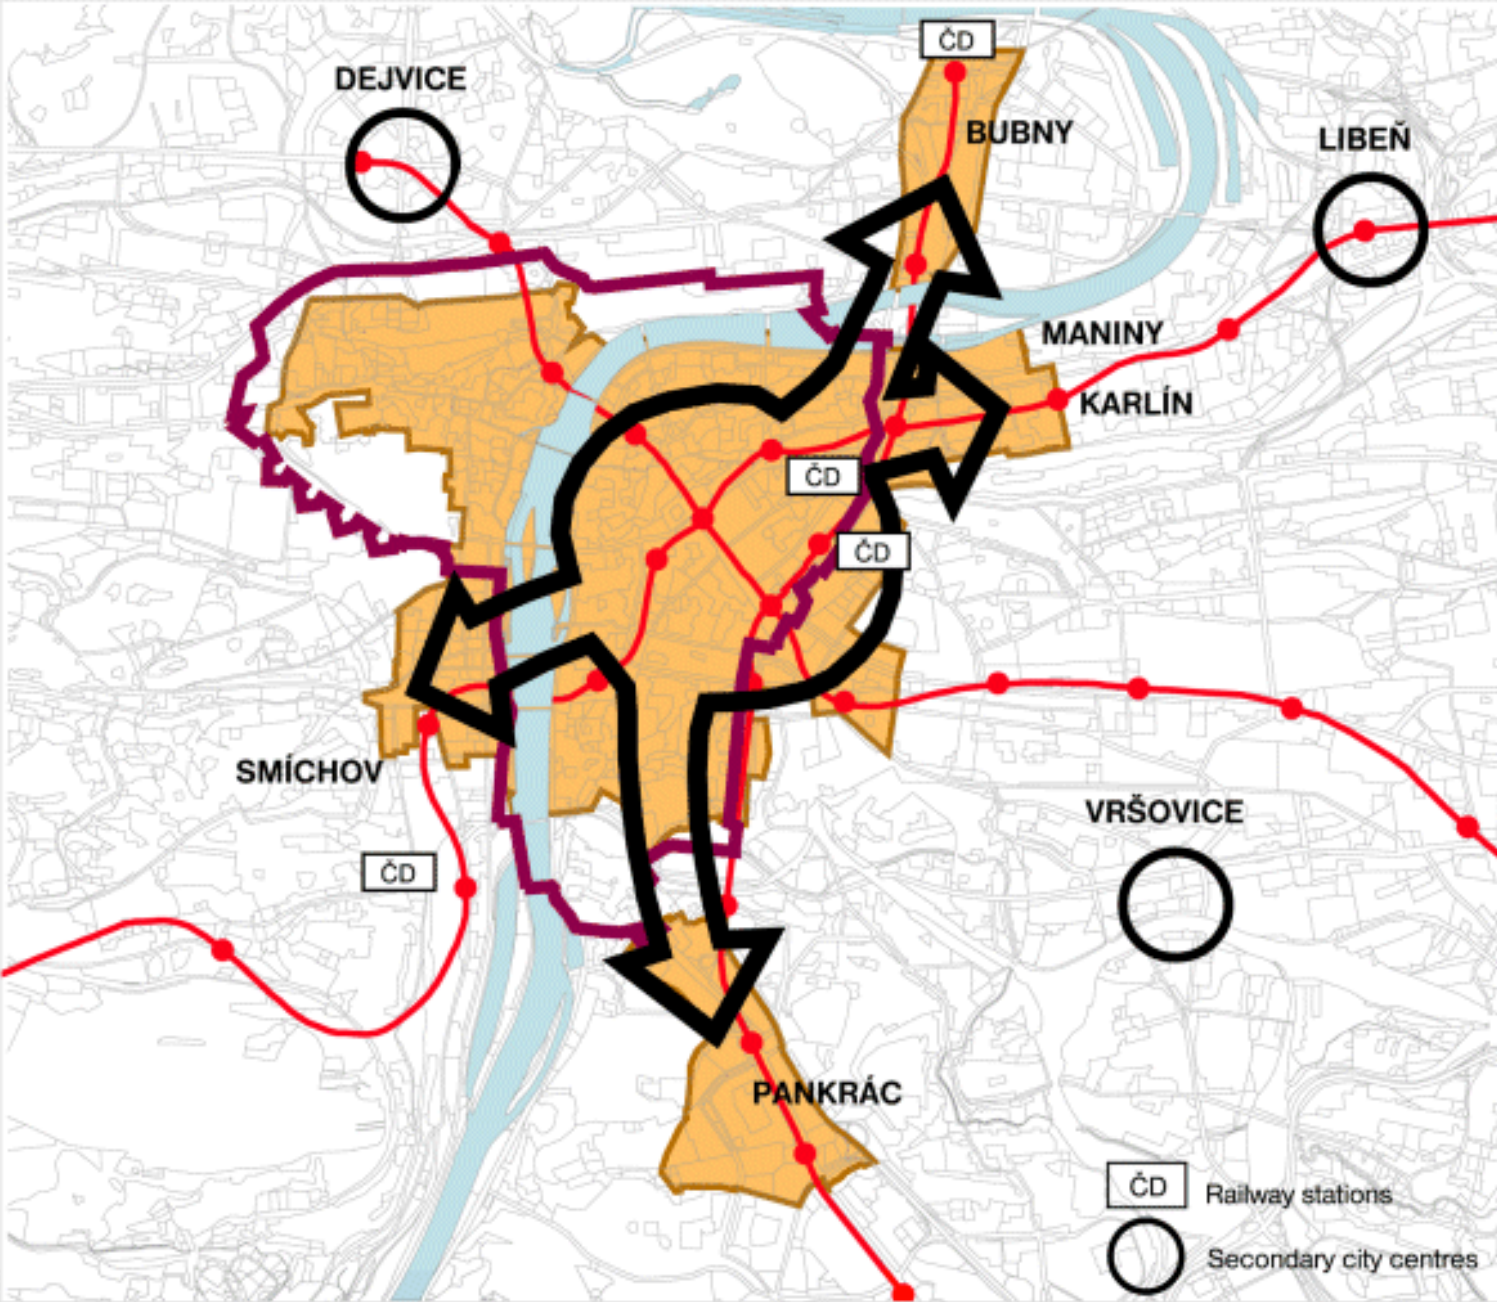 ČD
DEJVICE
BUBNY
LIBEŇ
MANINY
KARLÍN
ČD
ČD
SMÍCHOV
VRŠOVICE
ČD
PANKRÁC
ČD Railway stations
Secondary city centres